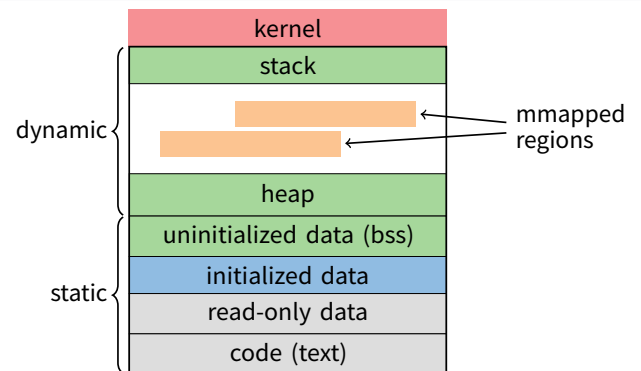 kernel
stack
dynamic
mmapped
regions
heap
uninitialized data (bss)
initialized data
static
read-only data
code (text)